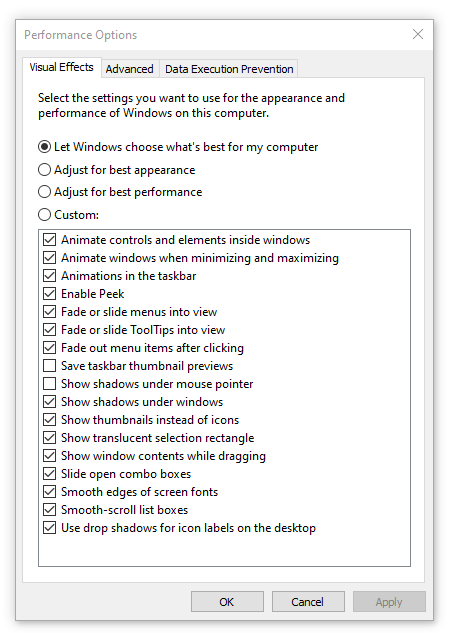 Performance Options
Visual Effects
Advanced
Data Execution Prevention
Select the settings you want to use for the appearance and
performance of Windows on this computer.
Let Windows choose what's best for my computer
Adjust for best appearance
Adjust for best performance
Custom:
Animate controls and elements inside windows
Animate windows when minimizing and maximizing
Animations in the taskbar
Enable Peek
Fade or slide menus into view
Fade or slide ToolTips into view
Fade out menu items after clicking
Save taskbar thumbnail previews
Show shadows under mouse pointer
Show shadows under windows
Show thumbnails instead of icons
Show translucent selection rectangle
Show window contents while dragging
Slide open combo boxes
Smooth edges of screen fonts
Smooth-scroll list boxes
Use drop shadows for icon labels on the desktop
OK
Cancel
Apply